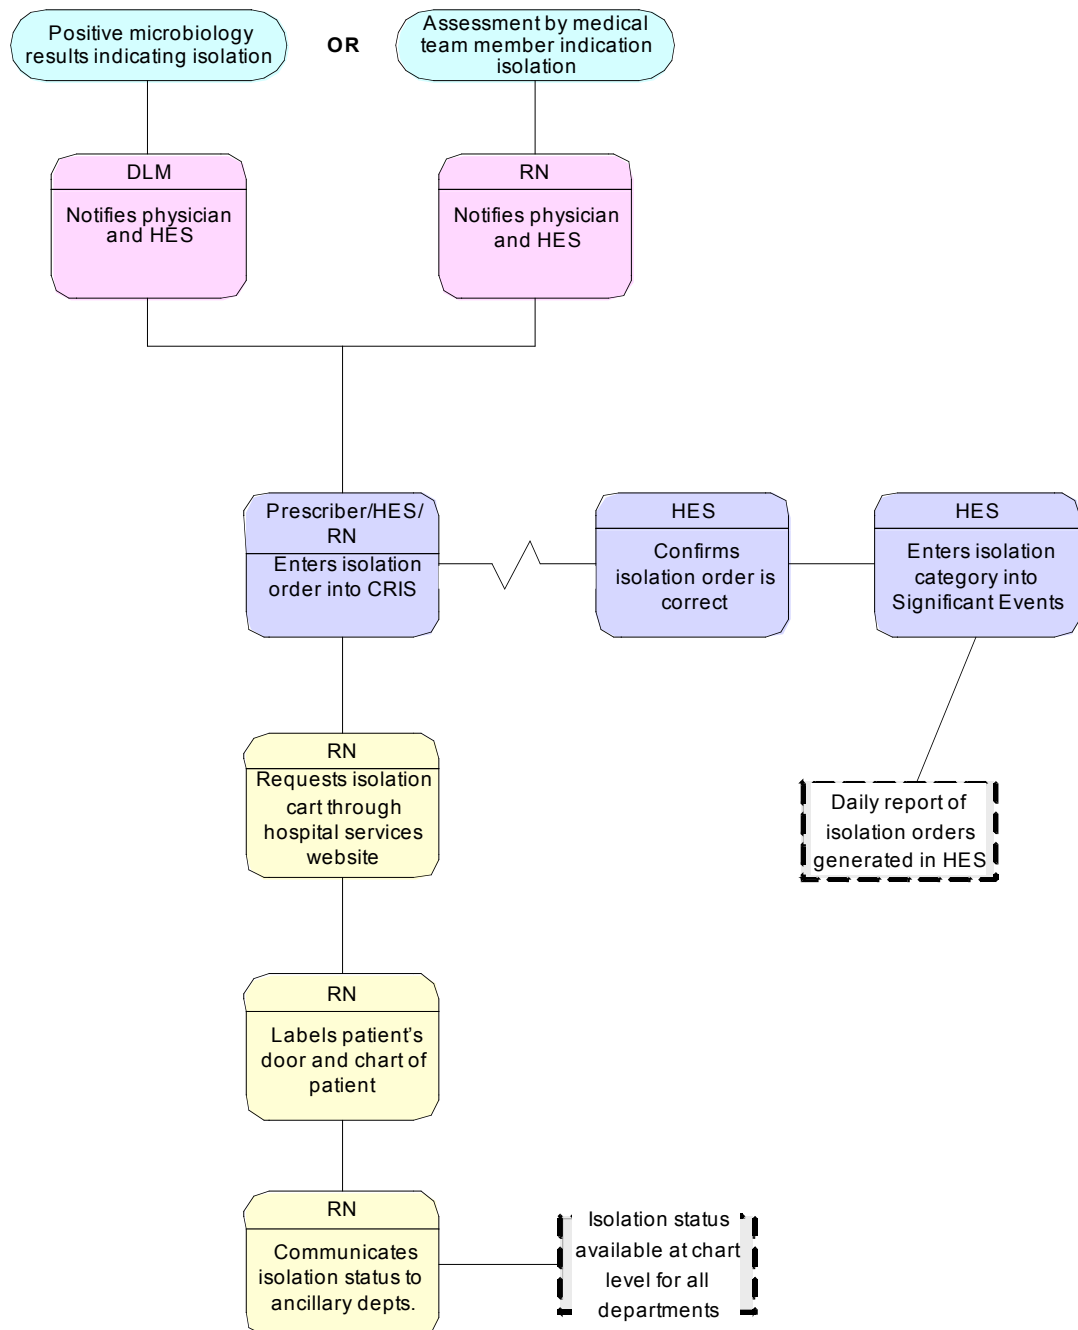 Positive microbiology
results indicating isolation
OR
Assessment by medical
team member indication
isolation
DLM
Notifies physician
and HES
RN
Notifies physician
and HES
Prescriber/HES/
RN
Enters isolation
order into CRIS
HES
Confirms
isolation order is
correct
HES
Enters isolation
category into
Significant Events
RN
Requests isolation
cart through
hospital services
website
Daily report of
isolation orders
generated in HES
RN
Labels patient's
door and chart of
patient
RN
Communicates
isolation status to
ancillary depts.
Isolation status
available at chart
level for all
departments